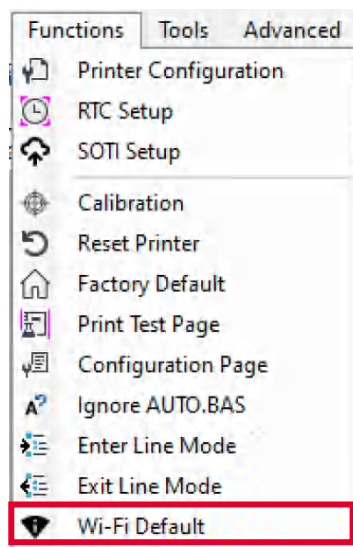 Functions Tools Advanced
Printer Configuration
RTC Setup
SOTI Setup
Calibration
Reset Printer
Factory Default
Print Test Page
Configuration Page
Ignore AUTO.BAS
Enter Line Mode
Exit Line Mode
Wi-Fi Default